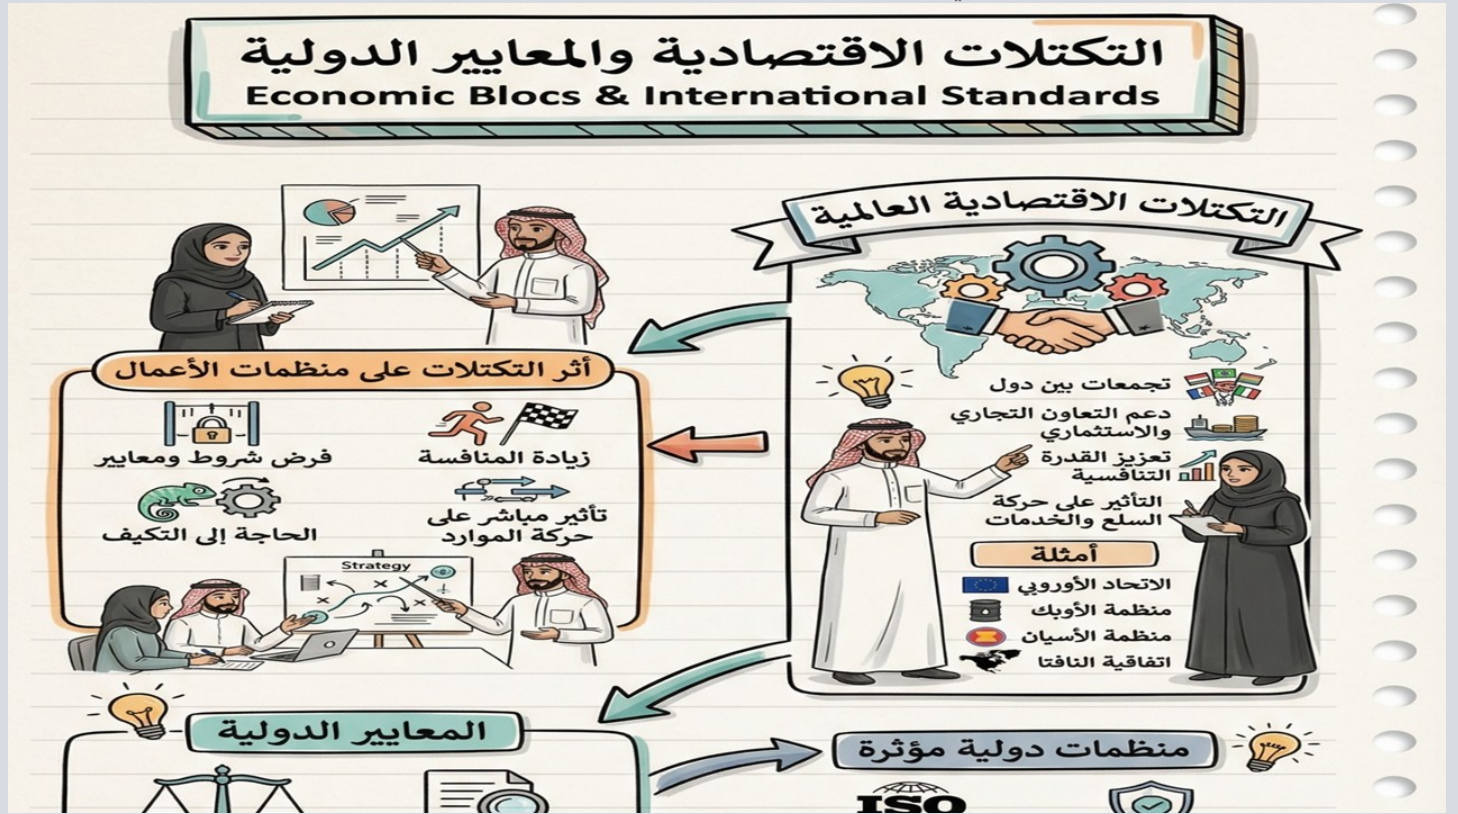 التكتلات الاقتصادية والمعايير الدولية
Economic Blocs & International Standards
التكتلات الاقتصادية العالمية
تجمعات بين دول
دعم التعاون التجاري
والاستثماري
تعزيز القدرة
التنافسية
التأثير على حركة
السلع والخدمات
أمثلة
الاتحاد الأوروبي
منظمة الأوبك
منظمة الأسيان
اتفاقية النافتا
أثر التكتلات على منظمات الأعمال
زيادة المنافسة
فرض شروط ومعايير
تأثير مباشر على
حركة الموارد
الحاجة إلى التكيف
Strategy
منظمات دولية مؤثرة
ISO
المعايير الدولية